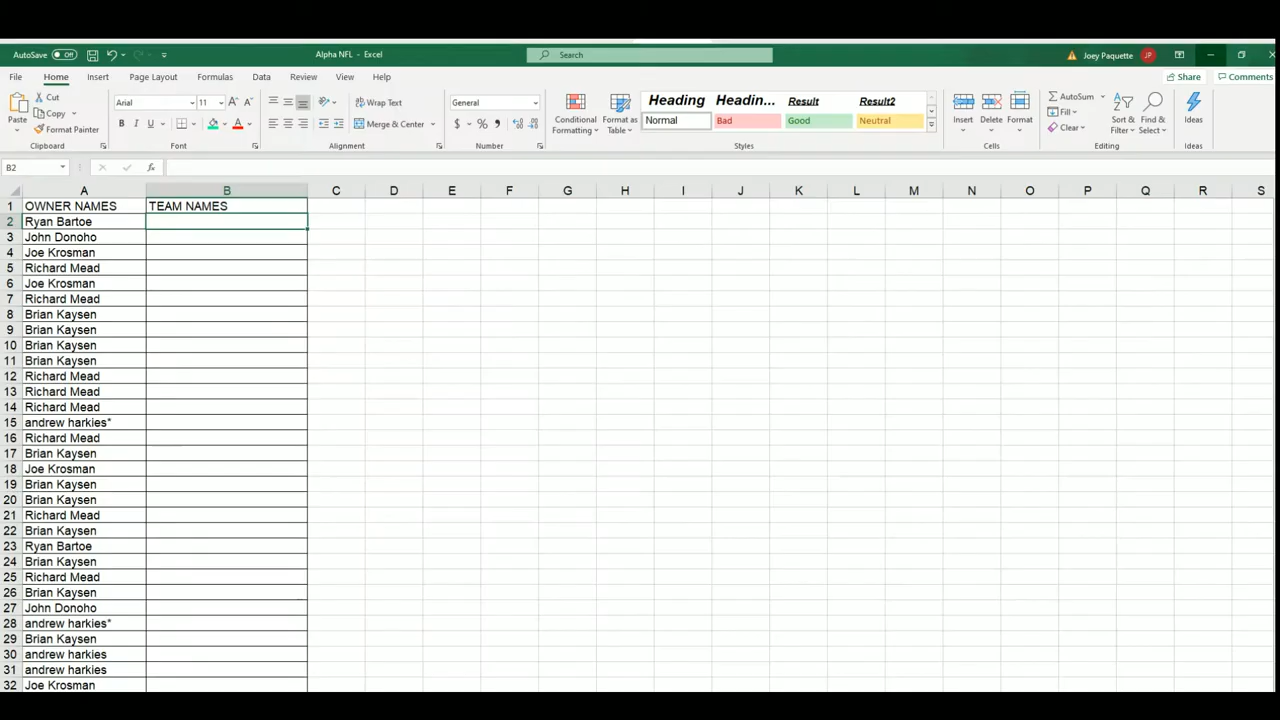 AutoSave Off Alpha NFL - Excel Search Joey Paquette JP
File Home Insert Page Layout Formulas Data Review View Help Share Comments
Paste Cut Copy Format Painter Clipboard
Arial 11 A A B I U A Font
Wrap Text Merge & Center Alignment
General $ % 9 Number
Conditional Formatting Format as Table
Heading Headin... Result Result2
Normal Bad Good Neutral
Styles
Insert Delete Format Cells
AutoSum Fill Clear Sort & Filter Find & Select Editing
Ideas Ideas
B2 fx
A B C D E F G H I J K L M N O P Q R S
1 OWNER NAMES TEAM NAMES
2 Ryan Bartoe
3 John Donoho
4 Joe Krosman
5 Richard Mead
6 Joe Krosman
7 Richard Mead
8 Brian Kaysen
9 Brian Kaysen
10 Brian Kaysen
11 Brian Kaysen
12 Richard Mead
13 Richard Mead
14 Richard Mead
15 andrew harkies*
16 Richard Mead
17 Brian Kaysen
18 Joe Krosman
19 Brian Kaysen
20 Brian Kaysen
21 Richard Mead
22 Brian Kaysen
23 Ryan Bartoe
24 Brian Kaysen
25 Richard Mead
26 Brian Kaysen
27 John Donoho
28 andrew harkies*
29 Brian Kaysen
30 andrew harkies
31 andrew harkies
32 Joe Krosman